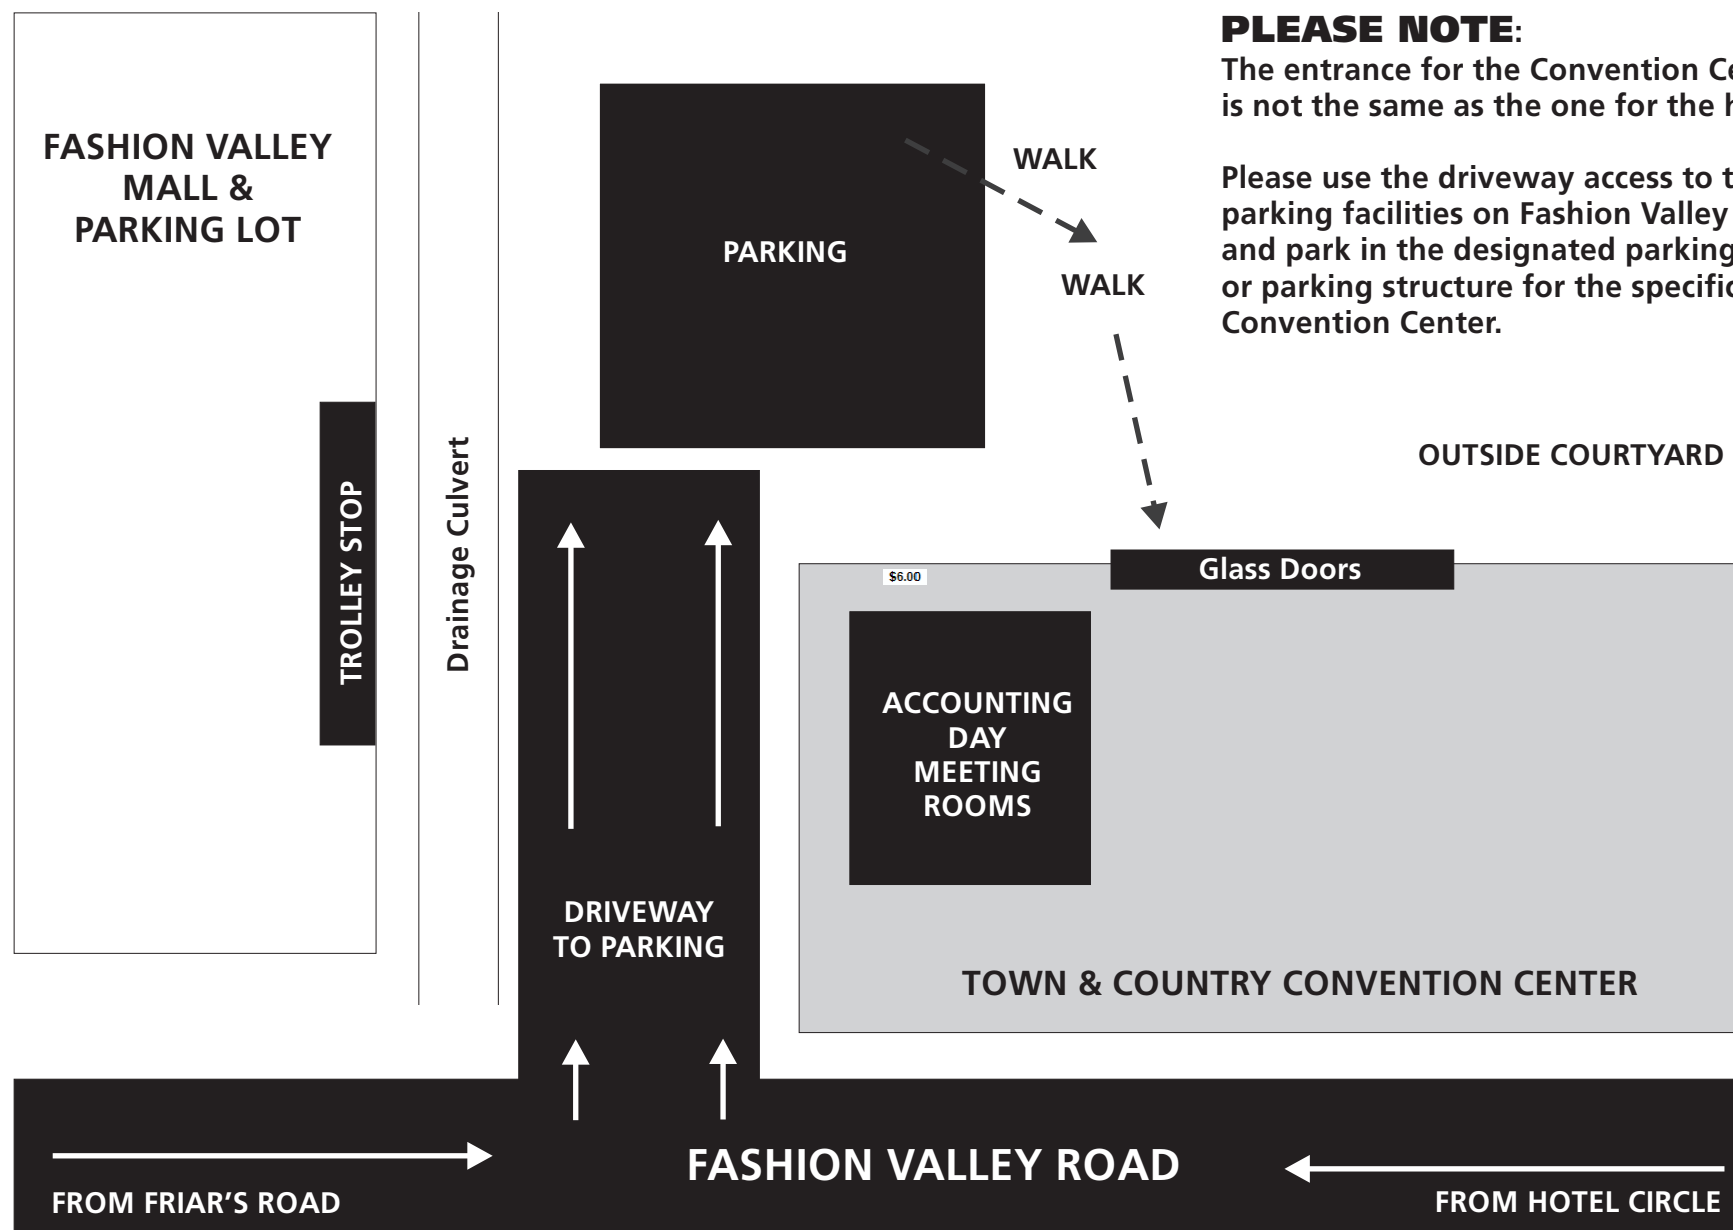 PLEASE NOTE:
The entrance for the Convention
is not the same as the one for the
Please use the driveway access to
parking facilities on Fashion Valley
and park in the designated parking
or parking structure for the
Convention Center.
FASHION VALLEY
MALL &
PARKING LOT
TROLLEY STOP
Drainage Culvert
PARKING
WALK
WALK
OUTSIDE COURTYARD
Glass Doors
$6.00
ACCOUNTING
DAY
MEETING
ROOMS
DRIVEWAY
TO PARKING
TOWN & COUNTRY CONVENTION CENTER
FASHION VALLEY ROAD
FROM FRIAR'S ROAD
FROM HOTEL CIRCLE